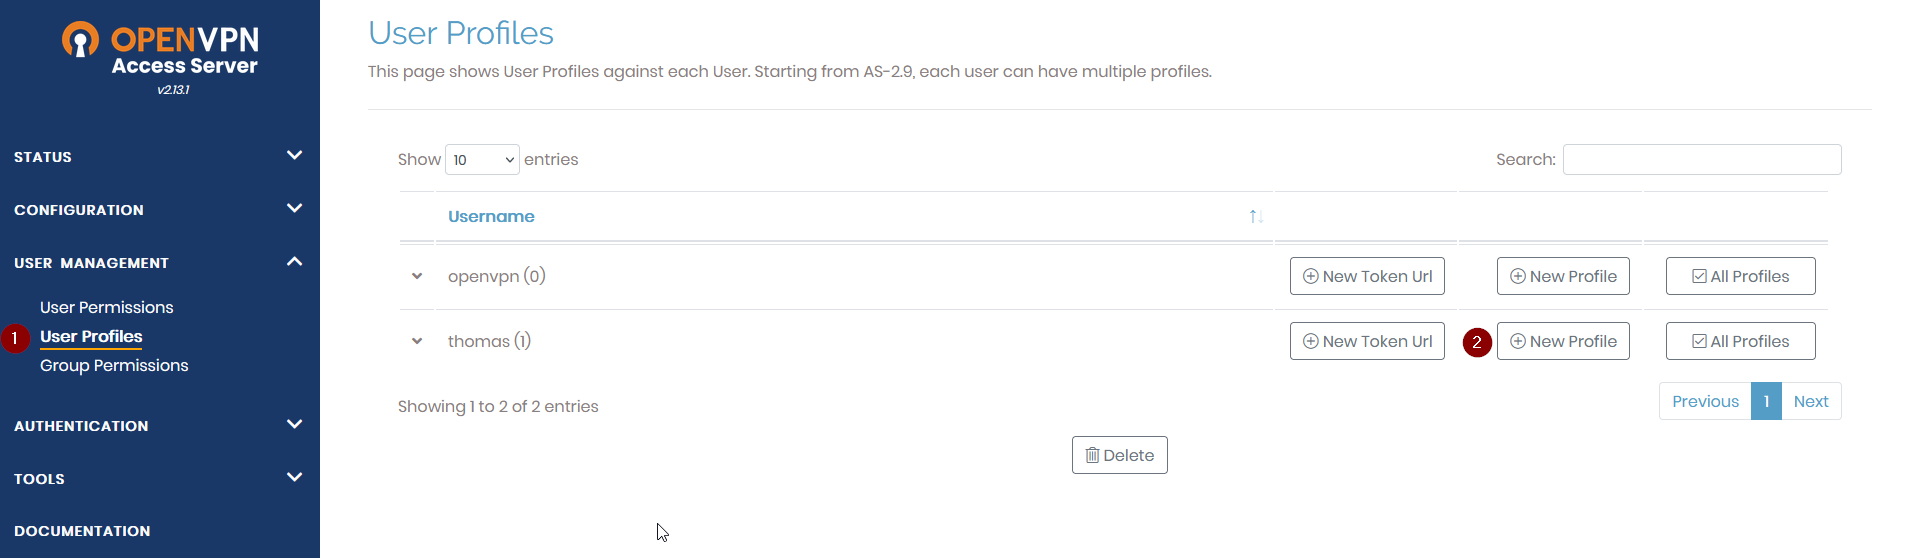 OPENVPN
Access Server
v2.13.1
STATUS
CONFIGURATION
USER MANAGEMENT
User Permissions
1 User Profiles
Group Permissions
AUTHENTICATION
TOOLS
DOCUMENTATION
User Profiles
This page shows User Profiles against each User. Starting from AS-2.9, each user can have multiple profiles.
Show 10 entries Search:
Username
openvpn (0) New Token Url New Profile All Profiles
thomas (1) New Token Url 2 New Profile All Profiles
Showing 1 to 2 of 2 entries Previous 1 Next
Delete